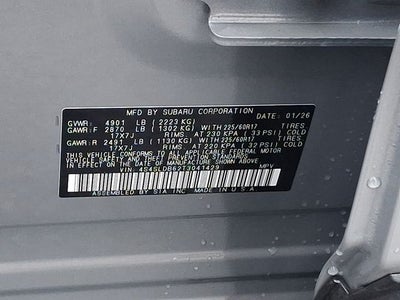 MFD. BY SUBARU CORPORATION DATE: 01/26
GVWR: 4901 LB (2223 KG)
GAWR:F 2870 LB (1302 KG) WITH 225/60R17 TIRES
17X7J RIMS, AT 230 KPA (33 PSI) COLD
GAWR:R 2491 LB (1130 KG) WITH 225/60R17 TIRES
17X7J RIMS, AT 220 KPA (32 PSI) COLD
THIS VEHICLE CONFORMS TO ALL APPLICABLE FEDERAL MOTOR
VEHICLE SAFETY AND THEFT PREVENTION STANDARDS IN EFFECT ON THE
DATE OF MANUFACTURE SHOWN ABOVE.
VIN: 4S4SLDB62T3041429 MPV
ASSEMBLED BY SIA, INC. MADE IN U.S.A.